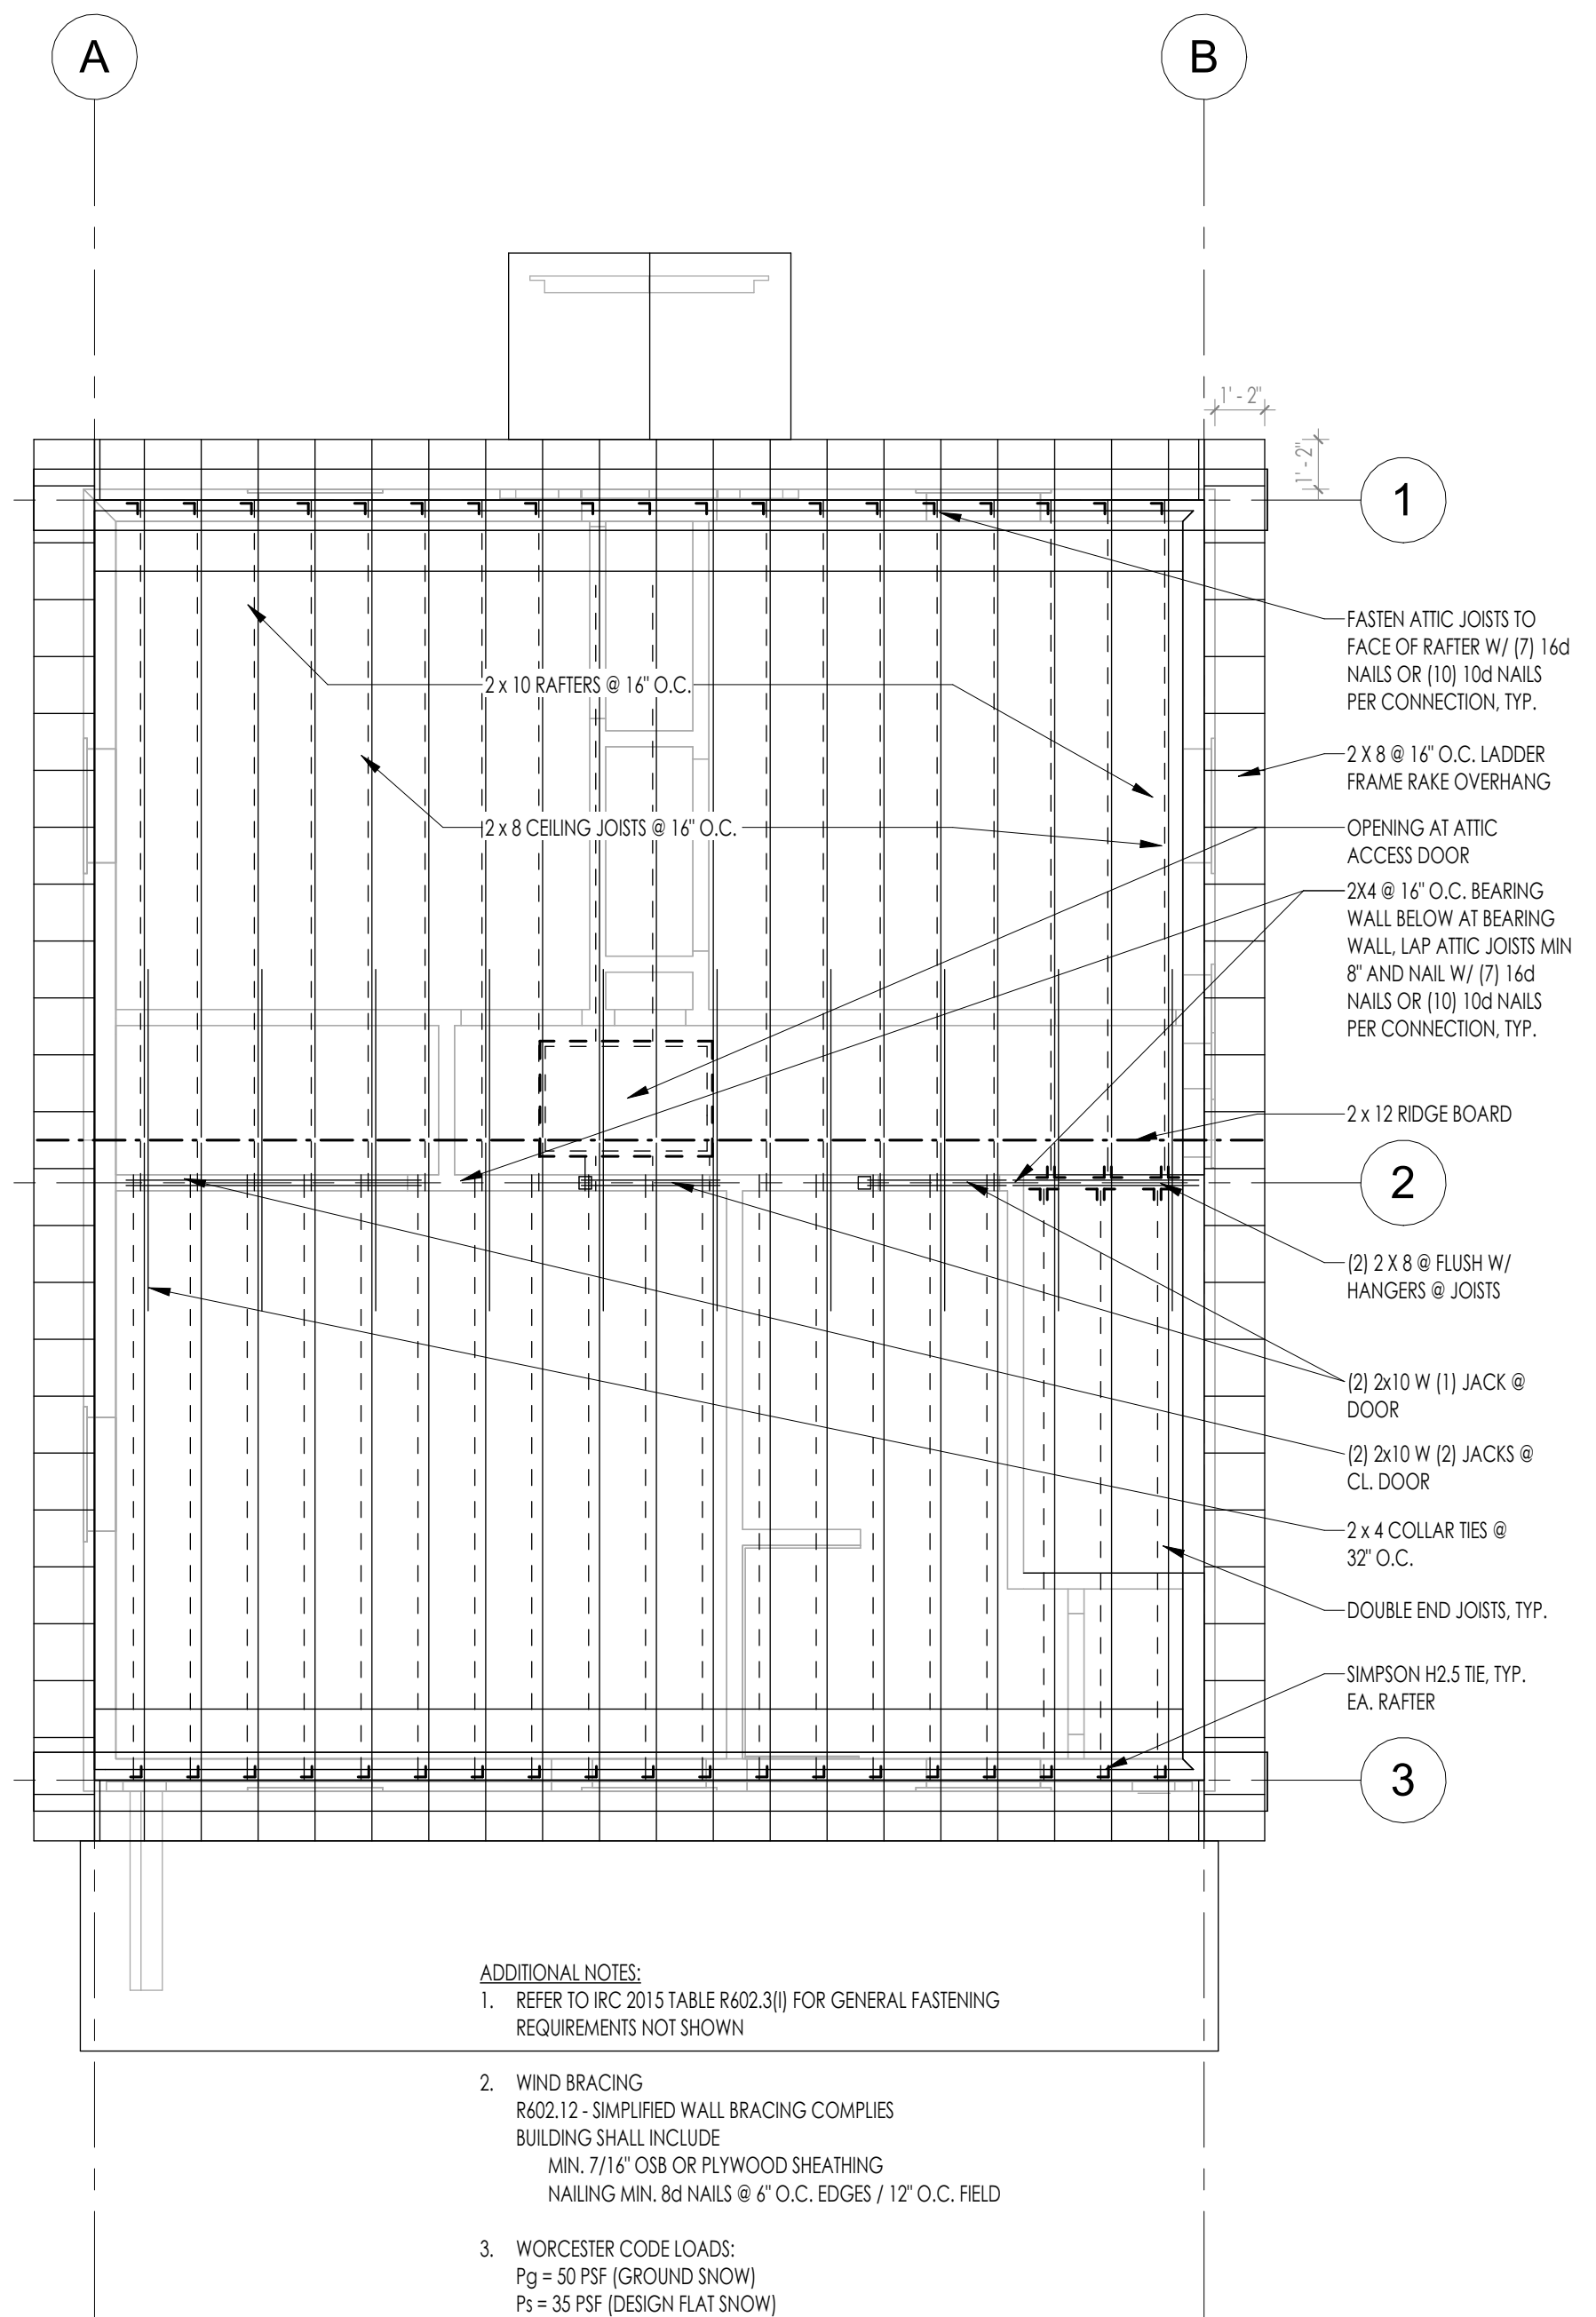 A
B
1' - 2"
1' - 2"
1
FASTEN ATTIC JOISTS TO
FACE OF RAFTER W/ (7) 16d
NAILS OR (10) 10d NAILS
PER CONNECTION, TYP.
2 x 10 RAFTERS @ 16" O.C.
2 X 8 @ 16" O.C. LADDER
FRAME RAKE OVERHANG
2 x 8 CEILING JOISTS @ 16" O.C.
OPENING AT ATTIC
ACCESS DOOR
2X4 @ 16" O.C. BEARING
WALL BELOW AT BEARING
WALL, LAP ATTIC JOISTS MIN
8" AND NAIL W/ (7) 16d
NAILS OR (10) 10d NAILS
PER CONNECTION, TYP.
2 x 12 RIDGE BOARD
2
(2) 2 X 8 @ FLUSH W/
HANGERS @ JOISTS
(2) 2x10 W (1) JACK @
DOOR
(2) 2x10 W (2) JACKS @
CL. DOOR
2 x 4 COLLAR TIES @
32" O.C.
DOUBLE END JOISTS, TYP.
SIMPSON H2.5 TIE, TYP.
EA. RAFTER
3
ADDITIONAL NOTES:
1. REFER TO IRC 2015 TABLE R602.3(I) FOR GENERAL FASTENING
REQUIREMENTS NOT SHOWN
2. WIND BRACING
R602.12 - SIMPLIFIED WALL BRACING COMPLIES
BUILDING SHALL INCLUDE
MIN. 7/16" OSB OR PLYWOOD SHEATHING
NAILING MIN. 8d NAILS @ 6" O.C. EDGES / 12" O.C. FIELD
3. WORCESTER CODE LOADS:
Pg = 50 PSF (GROUND SNOW)
Ps = 35 PSF (DESIGN FLAT SNOW)